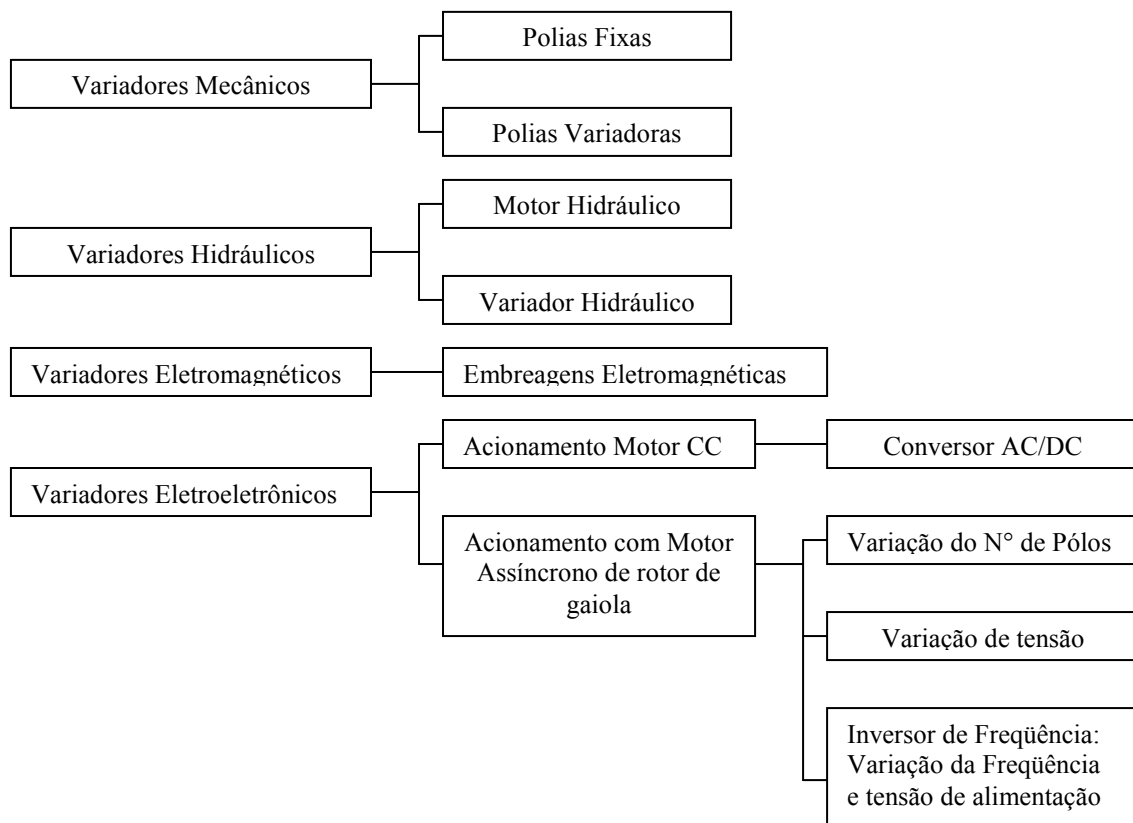 Polias Fixas
Variadores Mecânicos
Polias Variadoras
Motor Hidráulico
Variadores Hidráulicos
Variador Hidráulico
Variadores Eletromagnéticos
Embreagens Eletromagnéticas
Acionamento Motor CC
Conversor AC/DC
Variadores Eletroeletrônicos
Acionamento com Motor
Assíncrono de rotor de
gaiola
Variação do N° de Pólos
Variação de tensão
Inversor de Freqüência:
Variação da Freqüência
e tensão de alimentação